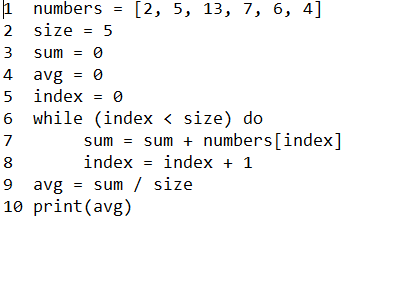 1 numbers = [2, 5, 13, 7, 6, 4]
2 size = 5
3 sum = 0
4 avg = 0
5 index = 0
6 while (index < size) do
7      sum = sum + numbers[index]
8      index = index + 1
9 avg = sum / size
10 print(avg)